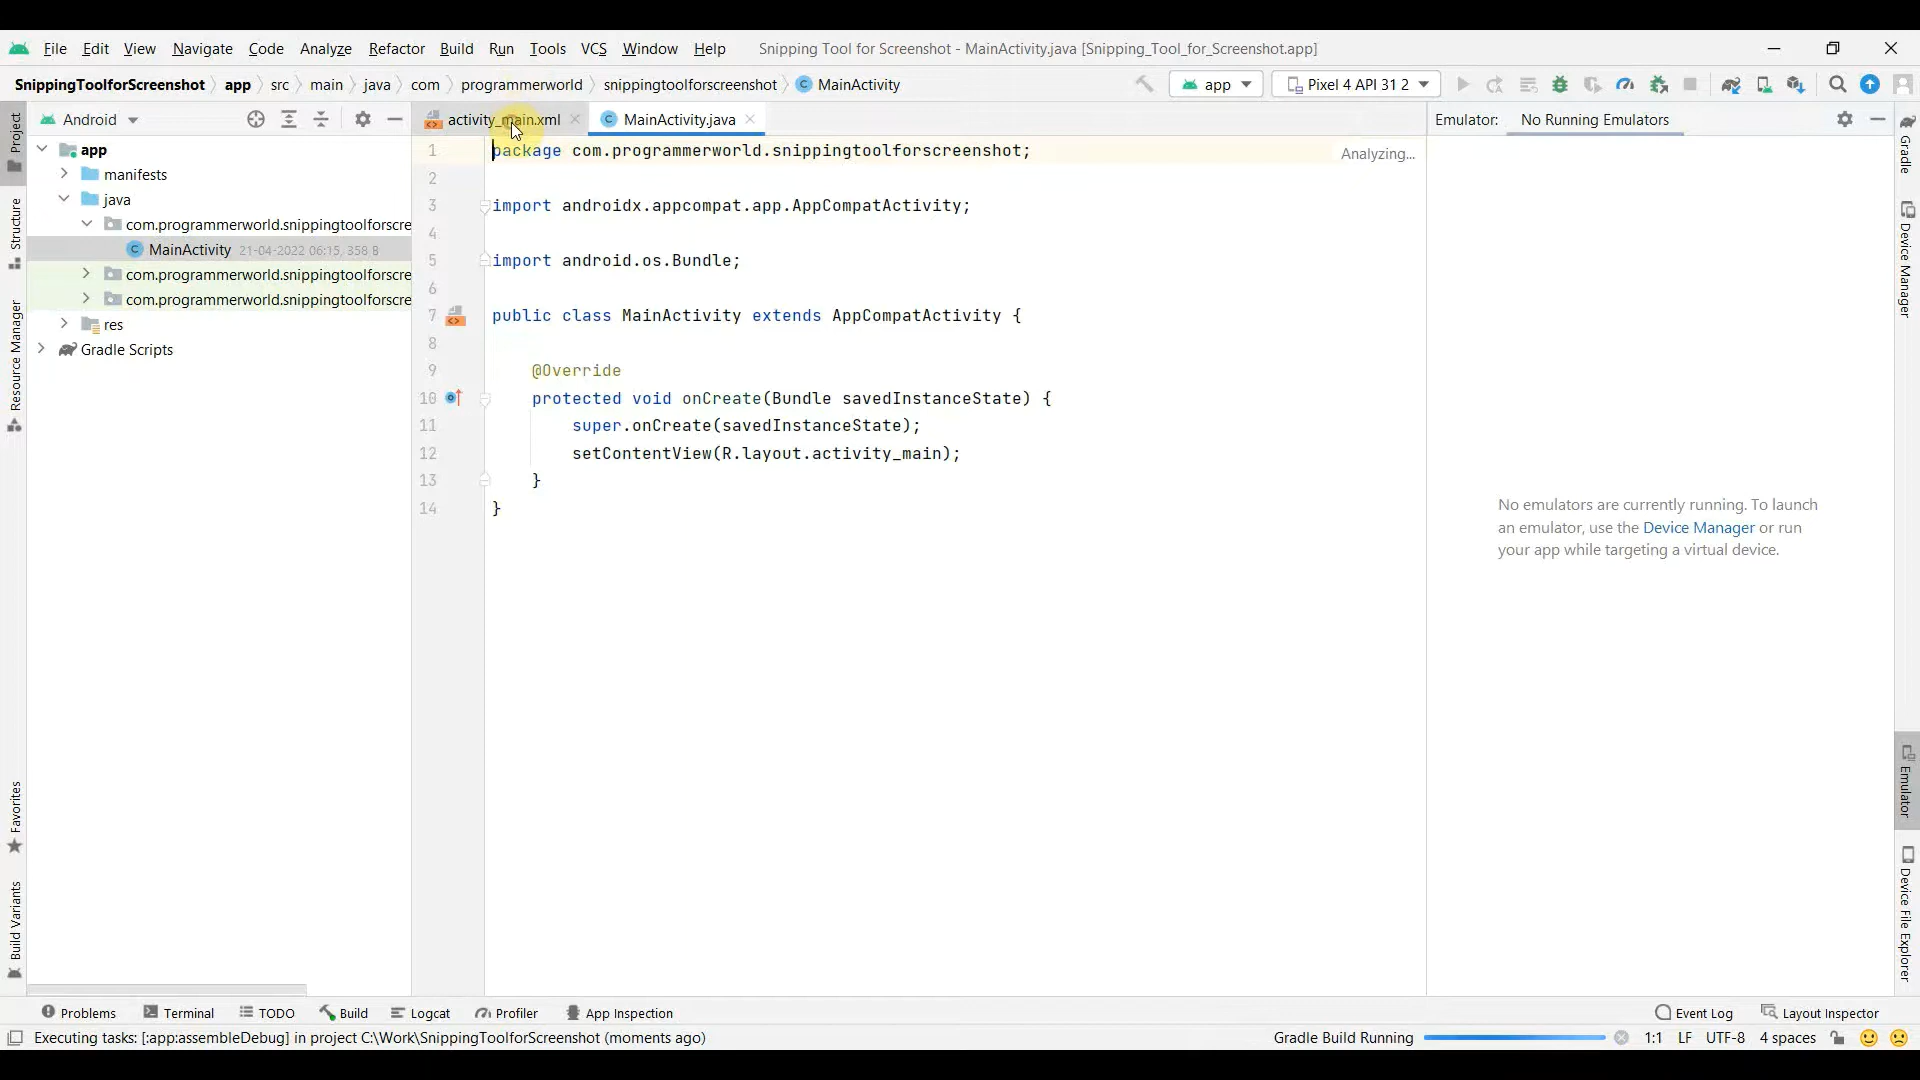 File Edit View Navigate Code Analyze Refactor Build Run Tools VCS Window Help Snipping Tool for Screenshot - MainActivity.java [Snipping_Tool_for_Screenshot.app]
SnippingToolforScreenshot app src main java com programmerworld snippingtoolforscreenshot MainActivity app Pixel 4 API 31 2
Project
Android
activity_main.xml MainActivity.java
Emulator: No Running Emulators
app
manifests
java
com.programmerworld.snippingtoolforscre
MainActivity 21-04-2022 06:15, 358 B
com.programmerworld.snippingtoolforscre
com.programmerworld.snippingtoolforscre
res
Gradle Scripts
Structure
Resource Manager
Favorites
Build Variants
1 package com.programmerworld.snippingtoolforscreenshot;
Analyzing...
2
3 import androidx.appcompat.app.AppCompatActivity;
4
5 import android.os.Bundle;
6
7 public class MainActivity extends AppCompatActivity {
8
9 @Override
10 protected void onCreate(Bundle savedInstanceState) {
11 super.onCreate(savedInstanceState);
12 setContentView(R.layout.activity_main);
13 }
14 }
No emulators are currently running. To launch
an emulator, use the Device Manager or run
your app while targeting a virtual device.
Gradle
Device Manager
Emulator
Device File Explorer
Problems Terminal TODO Build Logcat Profiler App Inspection Event Log Layout Inspector
Executing tasks: [:app:assembleDebug] in project C:\Work\SnippingToolforScreenshot (moments ago) Gradle Build Running 1:1 LF UTF-8 4 spaces